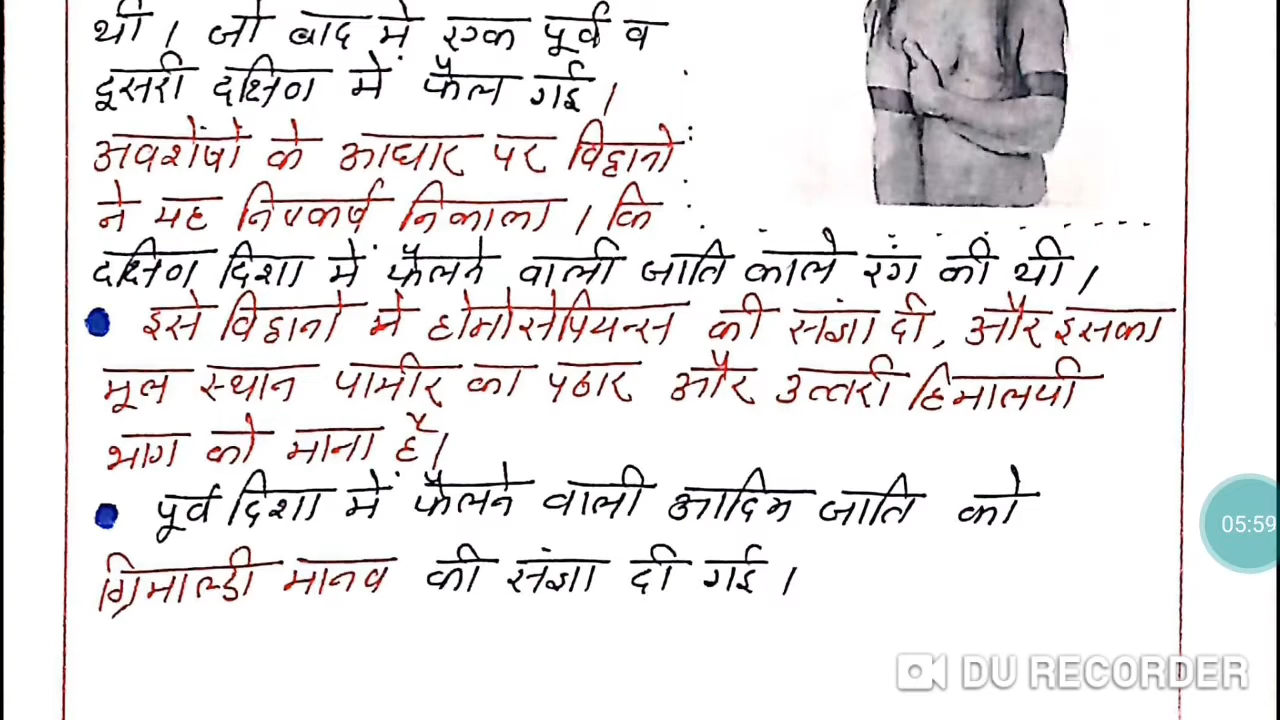 थी। जो बाद में एक पूर्व व
दूसरी दक्षिण में फैल गई।
अवशेषों के आधार पर विद्वानो
ने यह निष्कर्ष निकाला। कि
दक्षिण दिशा में फैलने वाली जाति काले रंग की थी।
इसे विद्वानो ने होमोसेपियन्स की संज्ञा दी, और इसका
मूल स्थान पामीर का पठार और उत्तरी हिमालयी
भाग को माना है।
पूर्व दिशा में फैलने वाली आदिम जाति को
ग्रिमाल्डी मानव की संज्ञा दी गई।
05:59
DU RECORDER